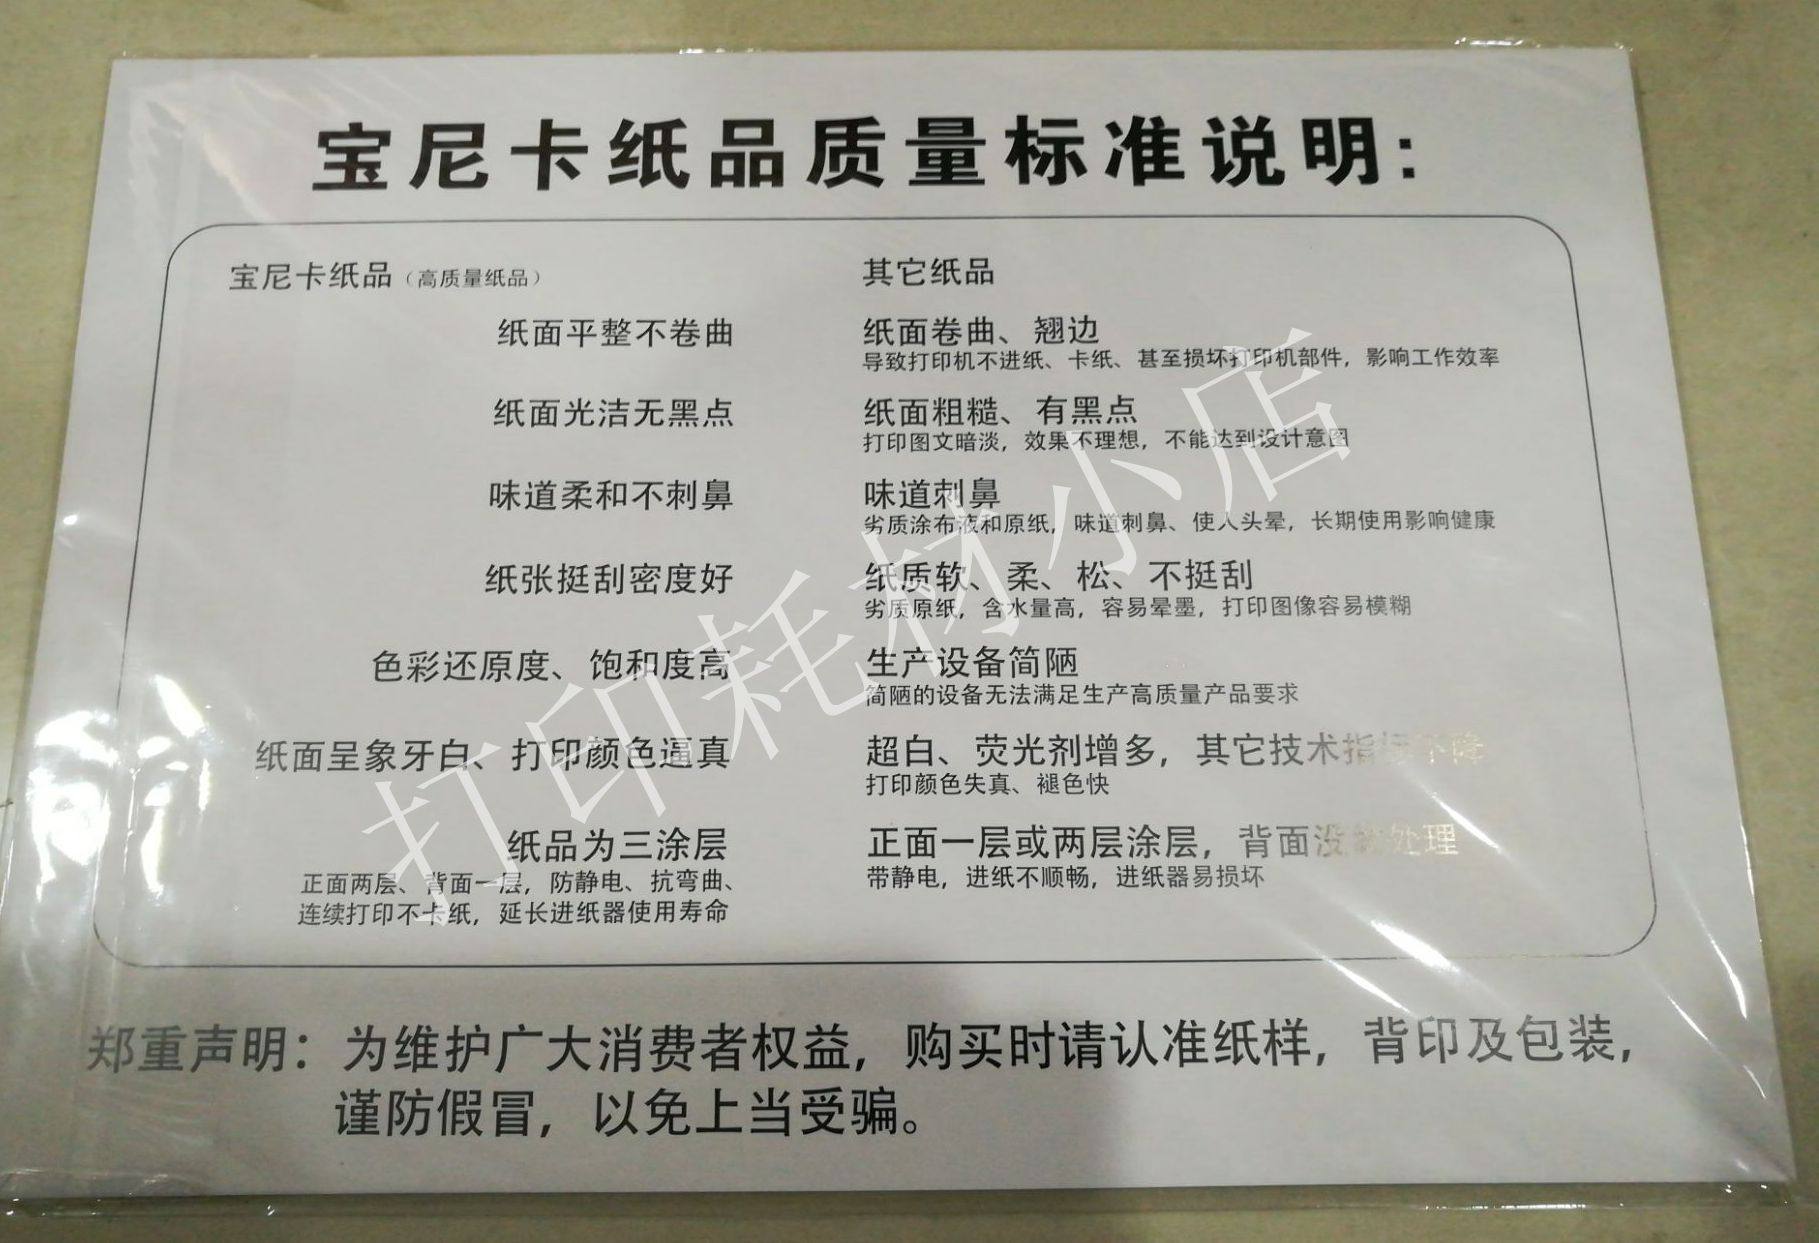 宝尼卡纸品质量标准说明：
宝尼卡纸品（高质量纸品）
其它纸品
纸面平整不卷曲
纸面卷曲、翘边
导致打印机不进纸、卡纸、甚至损坏打印机部件，影响工作效率
纸面光洁无黑点
纸面粗糙、有黑点
打印图文暗淡，效果不理想，不能达到设计意图
味道柔和不刺鼻
味道刺鼻
劣质涂布液和原纸，味道刺鼻、使人头晕，长期使用影响健康
纸张挺刮密度好
纸质软、柔、松、不挺刮
劣质原纸，含水量高，容易晕墨，打印图像容易模糊
色彩还原度、饱和度高
生产设备简陋
简陋的设备无法满足生产高质量产品要求
纸面呈象牙白、打印颜色逼真
超白、荧光剂增多，其它技术指标下降
打印颜色失真、褪色快
纸品为三涂层
正面两层、背面一层，防静电、抗弯曲、
连续打印不卡纸，延长进纸器使用寿命
正面一层或两层涂层，背面没做处理
带静电，进纸不顺畅，进纸器易损坏
郑重声明：为维护广大消费者权益，购买时请认准纸样，背印及包装，
谨防假冒，以免上当受骗。
打印耗材小店